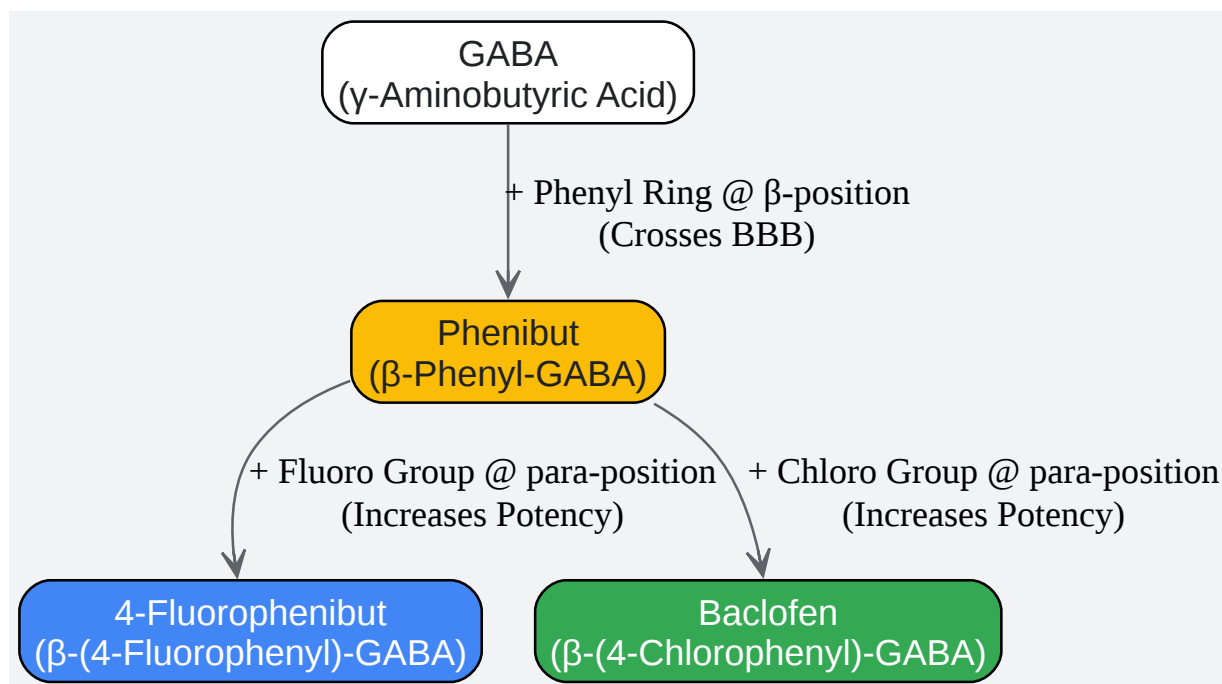 GABA
(γ-Aminobutyric Acid)
+ Phenyl Ring @ β-position
(Crosses BBB)
Phenibut
(β-Phenyl-GABA)
+ Fluoro Group @ para-position
(Increases Potency)
+ Chloro Group @ para-position
(Increases Potency)
4-Fluorophenibut
(β-(4-Fluorophenyl)-GABA)
Baclofen
(β-(4-Chlorophenyl)-GABA)